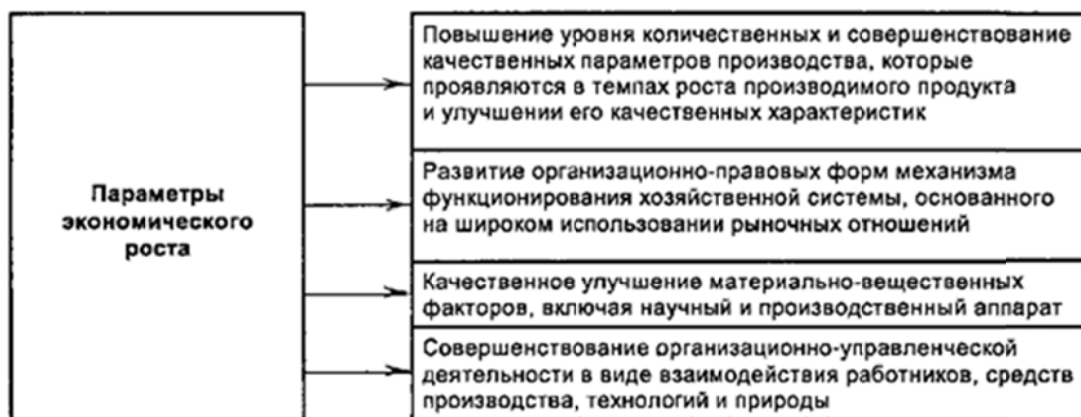 Параметры
экономического
роста
Повышение уровня количественных и совершенствование
качественных параметров производства, которые
проявляются в темпах роста производимого продукта
и улучшении его качественных характеристик
Развитие организационно-правовых форм механизма
функционирования хозяйственной системы, основанного
на широком использовании рыночных отношений
Качественное улучшение материально-вещественных
факторов, включая научный и производственный аппарат
Совершенствование организационно-управленческой
деятельности в виде взаимодействия работников, средств
производства, технологий и природы